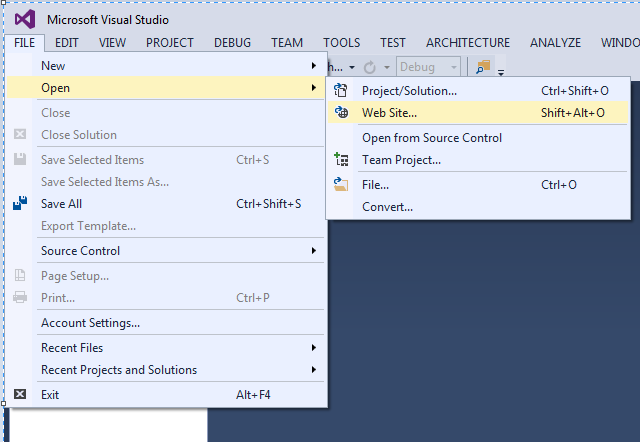 Microsoft Visual Studio
FILE EDIT VIEW PROJECT DEBUG TEAM TOOLS TEST ARCHITECTURE ANALYZE WINDO
h... Debug
New
Open
Close
Close Solution
Save Selected Items Ctrl+S
Save Selected Items As...
Save All Ctrl+Shift+S
Export Template...
Source Control
Page Setup...
Print... Ctrl+P
Account Settings...
Recent Files
Recent Projects and Solutions
Exit Alt+F4
Project/Solution... Ctrl+Shift+O
Web Site... Shift+Alt+O
Open from Source Control
Team Project...
File... Ctrl+O
Convert...